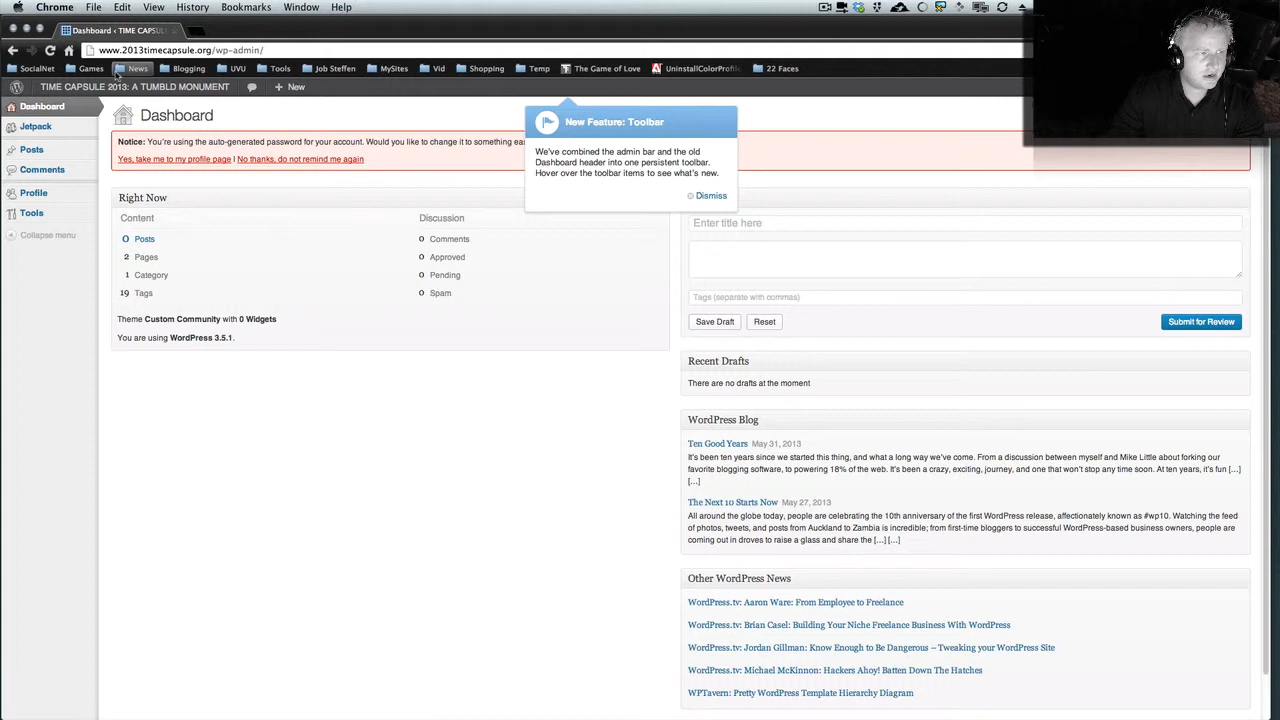 Chrome File Edit View History Bookmarks Window Help
Dashboard ‹ TIME CAPSUL
www.2013timecapsule.org/wp-admin/
SocialNet Games News Blogging UVU Tools Job Steffen MySites Vid Shopping Temp The Game of Love UninstallColorProfi 22 Faces
TIME CAPSULE 2013: A TUMBLD MONUMENT + New
Dashboard
Jetpack
Posts
Comments
Profile
Tools
Collapse menu
Dashboard
Notice: You're using the auto-generated password for your account. Would you like to change it to something eas
Yes, take me to my profile page | No thanks, do not remind me again
New Feature: Toolbar
We've combined the admin bar and the old
Dashboard header into one persistent toolbar.
Hover over the toolbar items to see what's new.
Dismiss
Right Now
Content Discussion
0 Posts 0 Comments
2 Pages 0 Approved
1 Category 0 Pending
19 Tags 0 Spam
Theme Custom Community with 0 Widgets
You are using WordPress 3.5.1.
Enter title here
Tags (separate with commas)
Save Draft Reset Submit for Review
Recent Drafts
There are no drafts at the moment
WordPress Blog
Ten Good Years May 31, 2013
It's been ten years since we started this thing, and what a long way we've come. From a discussion between myself and Mike Little about forking our
favorite blogging software, to powering 18% of the web. It's been a crazy, exciting, journey, and one that won't stop any time soon. At ten years, it's fun [...]
[...]
The Next 10 Starts Now May 27, 2013
All around the globe today, people are celebrating the 10th anniversary of the first WordPress release, affectionately known as #wp10. Watching the feed
of photos, tweets, and posts from Auckland to Zambia is incredible; from first-time bloggers to successful WordPress-based business owners, people are
coming out in droves to raise a glass and share the [...] [...]
Other WordPress News
WordPress.tv: Aaron Ware: From Employee to Freelance
WordPress.tv: Brian Casel: Building Your Niche Freelance Business With WordPress
WordPress.tv: Jordan Gillman: Know Enough to Be Dangerous – Tweaking your WordPress Site
WordPress.tv: Michael McKinnon: Hackers Ahoy! Batten Down The Hatches
WPTavern: Pretty WordPress Template Hierarchy Diagram